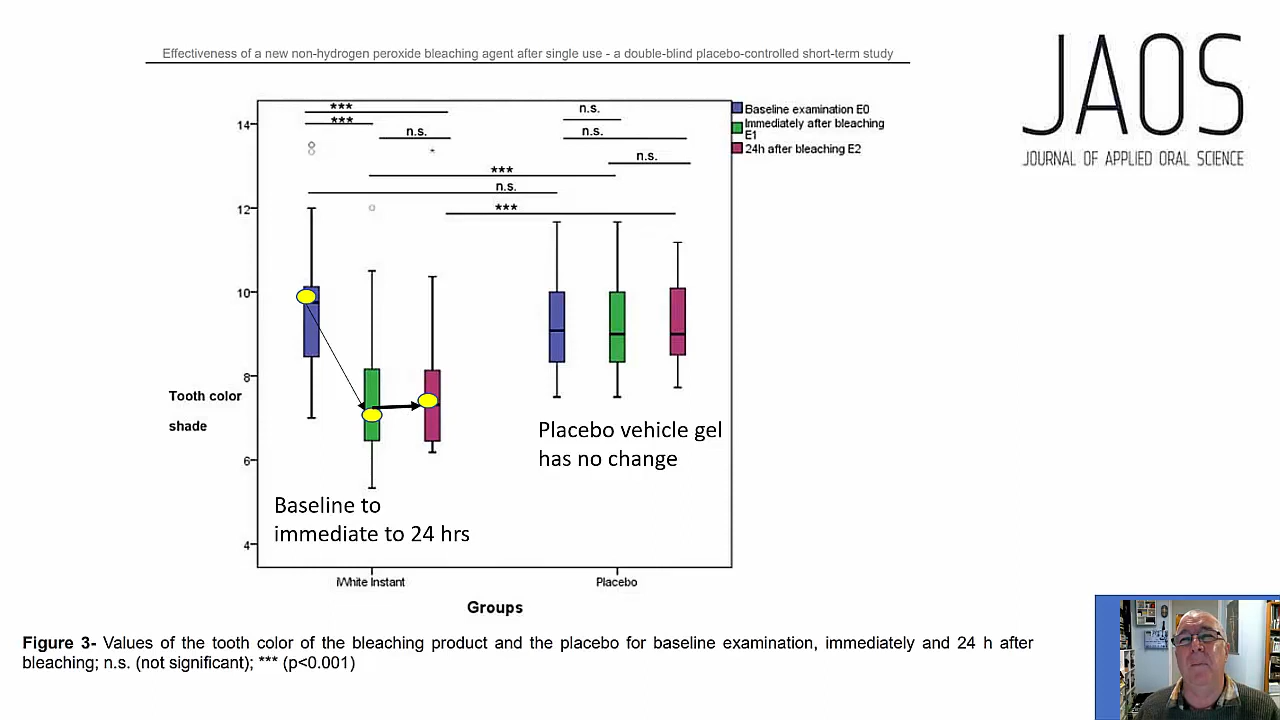 Effectiveness of a new non-hydrogen peroxide bleaching agent after single use - a double-blind placebo-controlled short-term study
JAOS
JOURNAL OF APPLIED ORAL SCIENCE
Baseline examination E0
Immediately after bleaching
E1
24h after bleaching E2
***
***
n.s.
n.s.
n.s.
n.s.
***
n.s.
***
14
12
10
8
6
4
Tooth color
shade
Placebo vehicle gel
has no change
Baseline to
immediate to 24 hrs
iWhite Instant
Placebo
Groups
Figure 3- Values of the tooth color of the bleaching product and the placebo for baseline examination, immediately and 24 h after
bleaching; n.s. (not significant); *** (p<0.001)